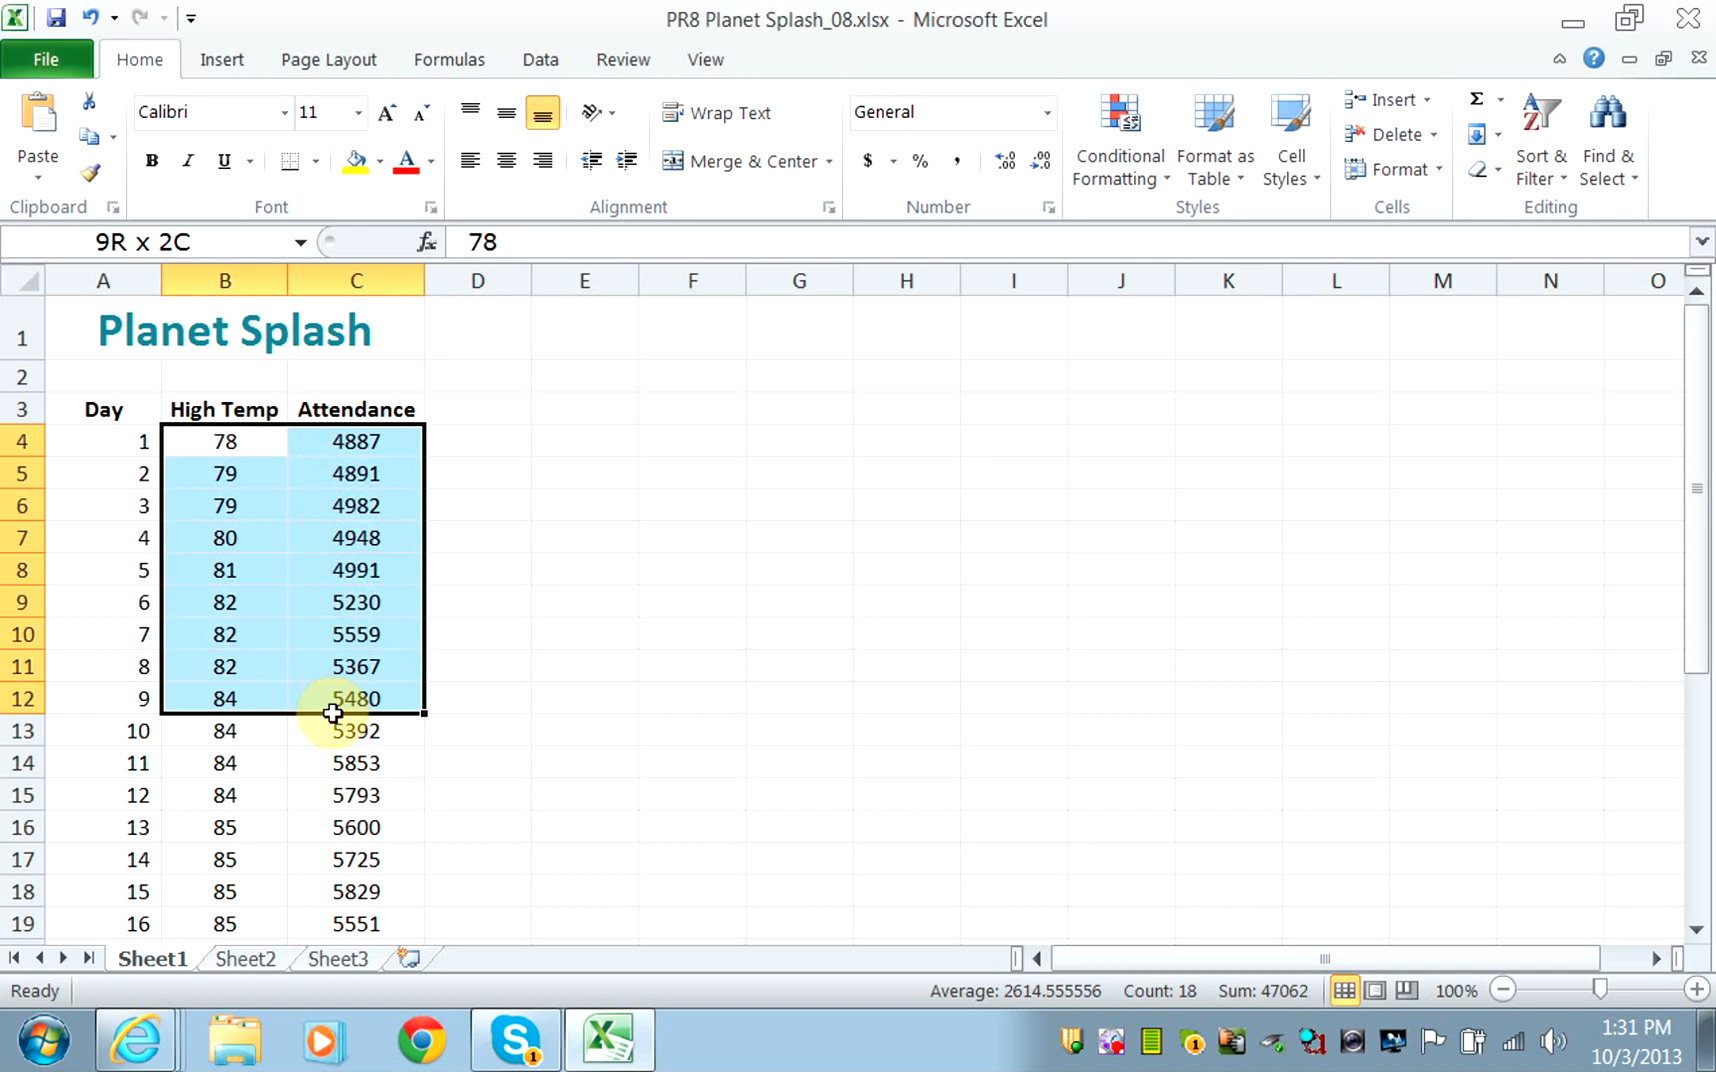 PR8 Planet Splash_08.xlsx - Microsoft Excel
File Home Insert Page Layout Formulas Data Review View
Calibri 11 Wrap Text General Insert
Paste Merge & Center $ % , Conditional Formatting Format as Table Cell Styles Delete Format Σ Sort & Filter Find & Select
Clipboard Font Alignment Number Styles Cells Editing
9R x 2C fx 78
A B C D E F G H I J K L M N O
1 Planet Splash
2
3 Day High Temp Attendance
4 1 78 4887
5 2 79 4891
6 3 79 4982
7 4 80 4948
8 5 81 4991
9 6 82 5230
10 7 82 5559
11 8 82 5367
12 9 84 5480
13 10 84 5392
14 11 84 5853
15 12 84 5793
16 13 85 5600
17 14 85 5725
18 15 85 5829
19 16 85 5551
Sheet1 Sheet2 Sheet3
Ready Average: 2614.555556 Count: 18 Sum: 47062 100%
1:31 PM
10/3/2013